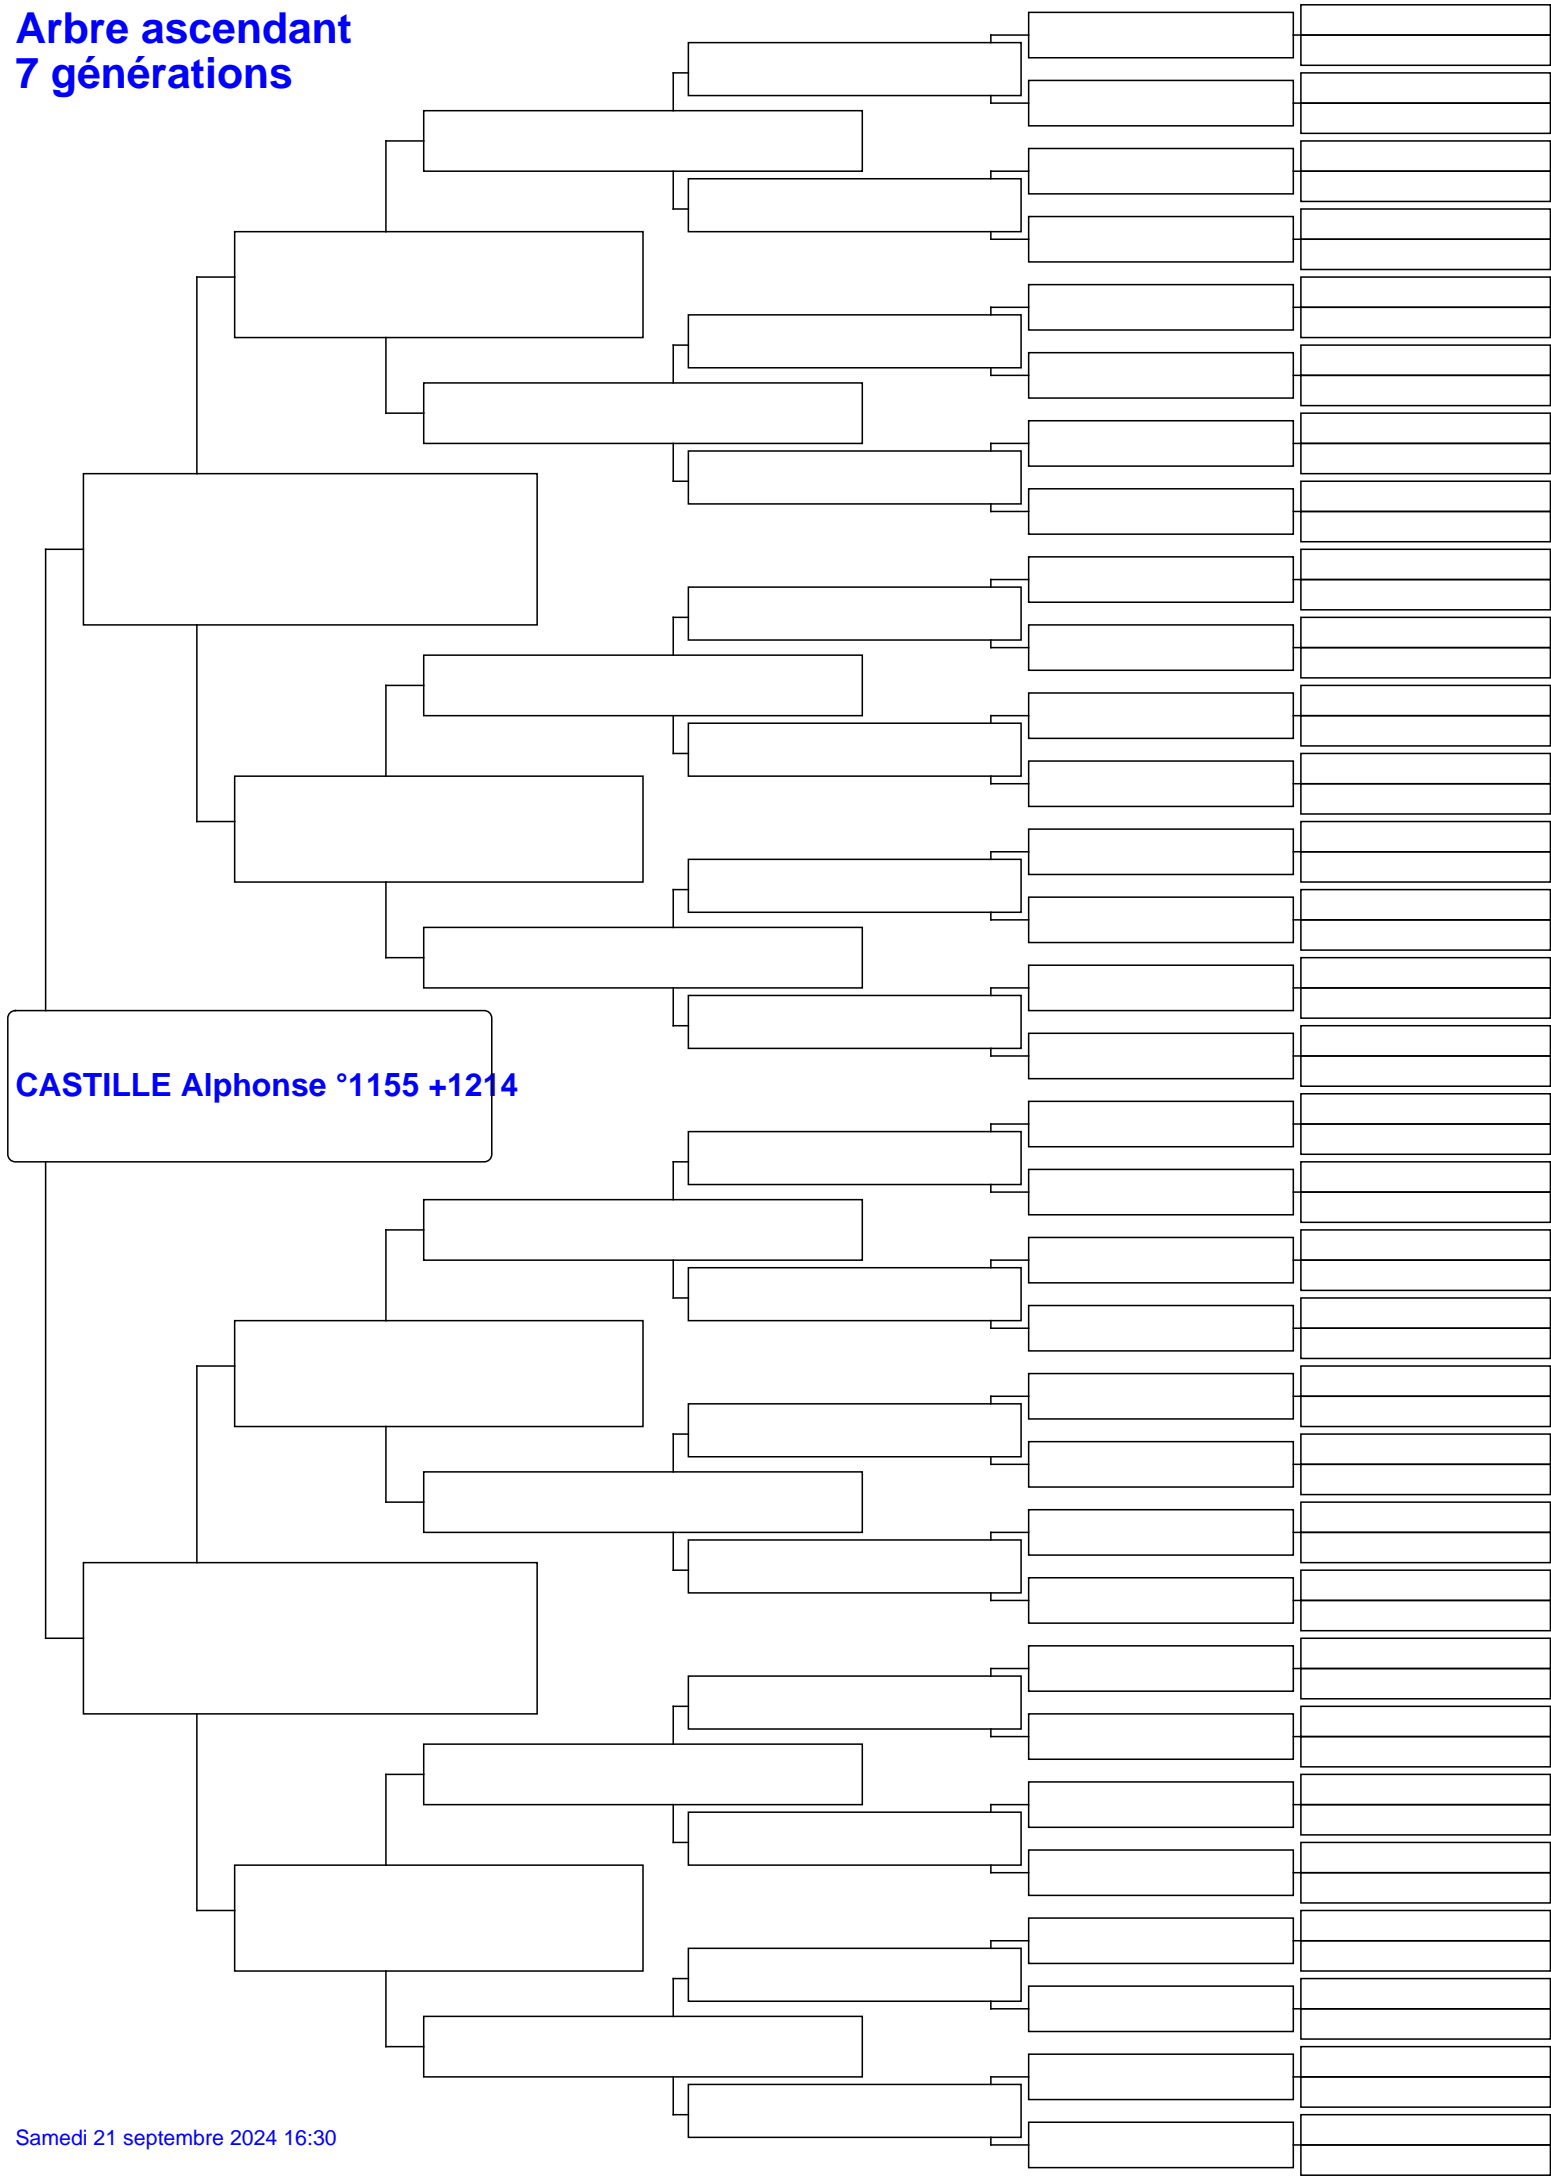 Arbre ascendant
7 générations
CASTILLE Alphonse °1155 +1214
Samedi 21 septembre 2024 16:30